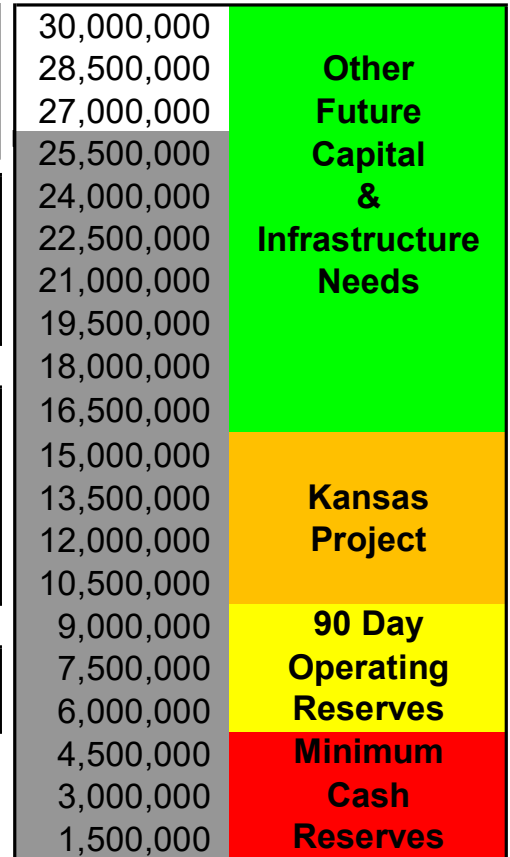 30,000,000
28,500,000 Other
27,000,000 Future
25,500,000 Capital
24,000,000 &
22,500,000 Infrastructure
21,000,000 Needs
19,500,000
18,000,000
16,500,000
15,000,000
13,500,000 Kansas
12,000,000 Project
10,500,000
9,000,000 90 Day
7,500,000 Operating
6,000,000 Reserves
4,500,000 Minimum
3,000,000 Cash
1,500,000 Reserves